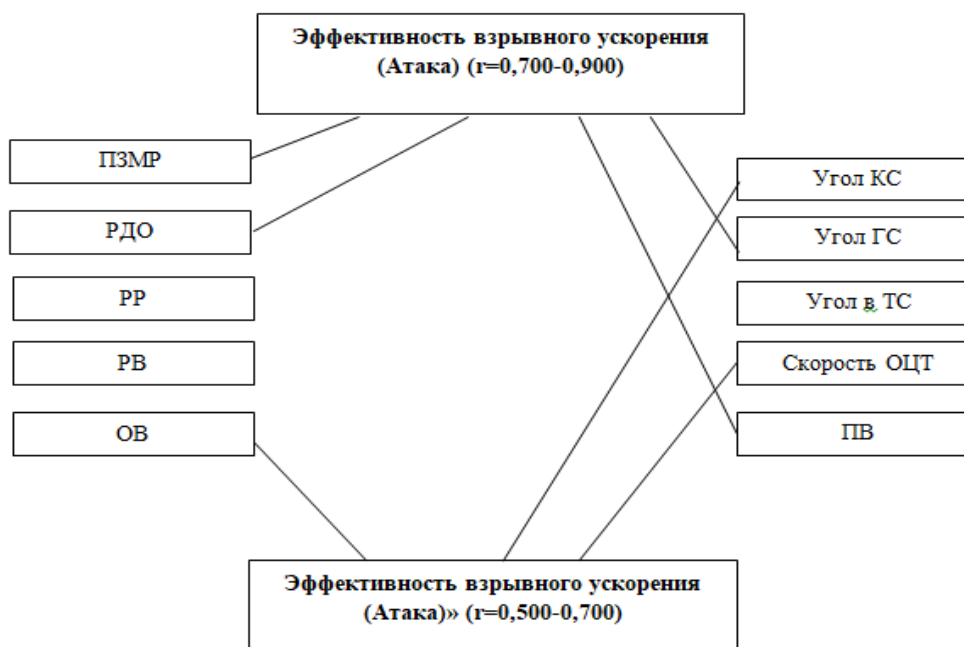 Эффективность взрывного ускорения
(Атака) (r=0,700-0,900)
ПЗМР
РДО
РР
РВ
ОВ
Угол КС
Угол ГС
Угол в ТС
Скорость ОЦТ
ПВ
Эффективность взрывного ускорения
(Атака)» (r=0,500-0,700)